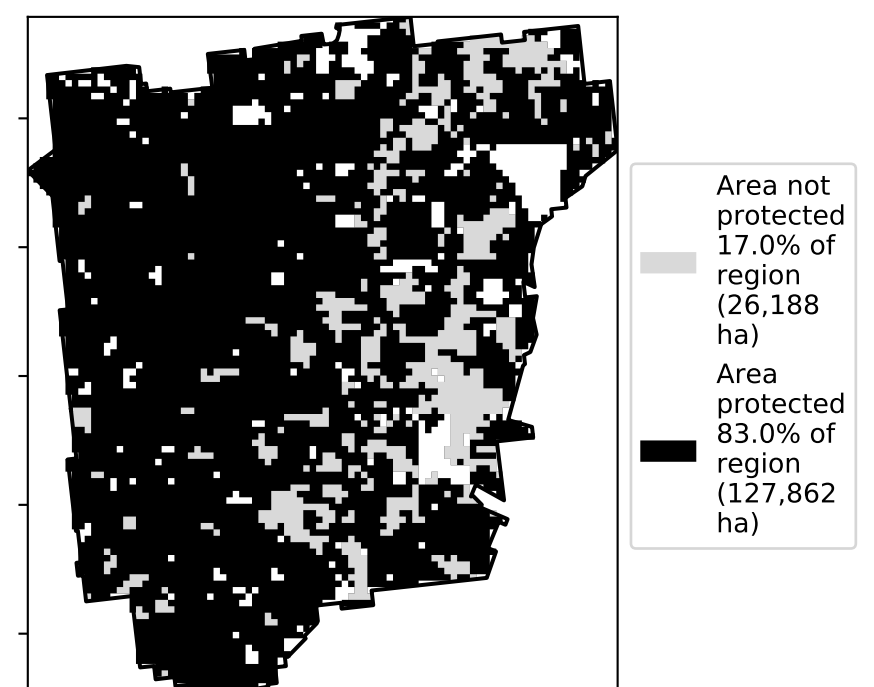 Area not
protected
17.0% of
region
(26,188
ha)
Area
protected
83.0% of
region
(127,862
ha)